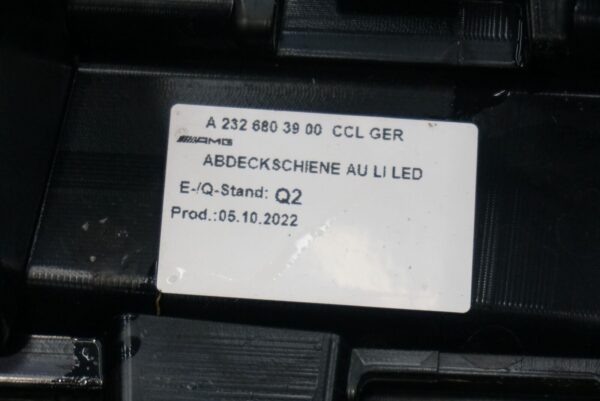 A 232 680 39 00 CCL GER
AMG
ABDECKSCHIENE AU LI LED
E-/Q-Stand: Q2
Prod.:05.10.2022